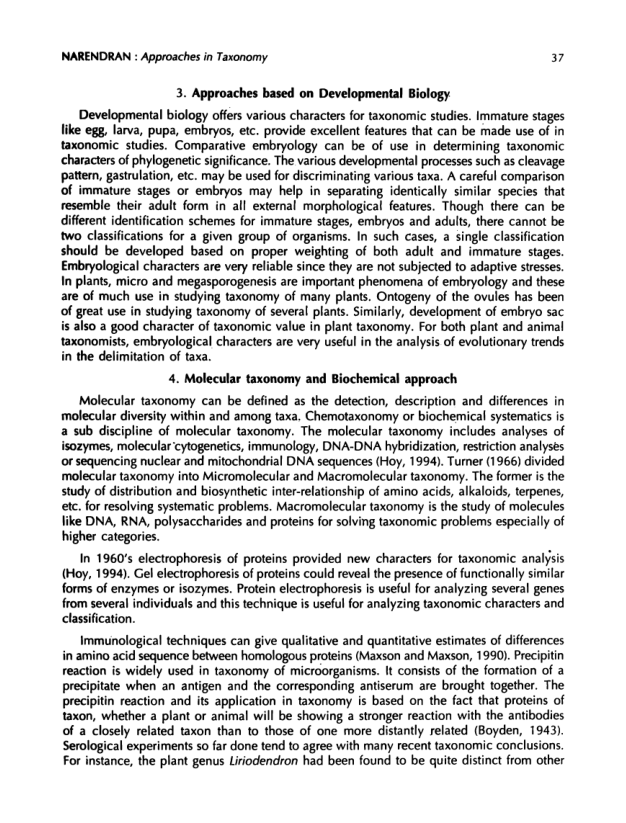 NARENDRAN : Approaches in Taxonomy 37
3. Approaches based on Developmental Biology
Developmental biology offers various characters for taxonomic studies. Immature stages
like egg, larva, pupa, embryos, etc. provide excellent features that can be made use of in
taxonomic studies. Comparative embryology can be of use in determining taxonomic
characters of phylogenetic significance. The various developmental processes such as cleavage
pattern, gastrulation, etc. may be used for discriminating various taxa. A careful comparison
of immature stages or embryos may help in separating identically similar species that
resemble their adult form in all external morphological features. Though there can be
different identification schemes for immature stages, embryos and adults, there cannot be
two classifications for a given group of organisms. In such cases, a single classification
should be developed based on proper weighting of both adult and immature stages.
Embryological characters are very reliable since they are not subjected to adaptive stresses.
In plants, micro and megasporogenesis are important phenomena of embryology and these
are of much use in studying taxonomy of many plants. Ontogeny of the ovules has been
of great use in studying taxonomy of several plants. Similarly, development of embryo sac
is also a good character of taxonomic value in plant taxonomy. For both plant and animal
taxonomists, embryological characters are very useful in the analysis of evolutionary trends
in the delimitation of taxa.
4. Molecular taxonomy and Biochemical approach
Molecular taxonomy can be defined as the detection, description and differences in
molecular diversity within and among taxa. Chemotaxonomy or biochemical systematics is
a sub discipline of molecular taxonomy. The molecular taxonomy includes analyses of
isozymes, molecular cytogenetics, immunology, DNA-DNA hybridization, restriction analyses
or sequencing nuclear and mitochondrial DNA sequences (Hoy, 1994). Turner (1966) divided
molecular taxonomy into Micromolecular and Macromolecular taxonomy. The former is the
study of distribution and biosynthetic inter-relationship of amino acids, alkaloids, terpenes,
etc. for resolving systematic problems. Macromolecular taxonomy is the study of molecules
like DNA, RNA, polysaccharides and proteins for solving taxonomic problems especially of
higher categories.
In 1960's electrophoresis of proteins provided new characters for taxonomic analysis
(Hoy, 1994). Gel electrophoresis of proteins could reveal the presence of functionally similar
forms of enzymes or isozymes. Protein electrophoresis is useful for analyzing several genes
from several individuals and this technique is useful for analyzing taxonomic characters and
classification.
Immunological techniques can give qualitative and quantitative estimates of differences
in amino acid sequence between homologous proteins (Maxson and Maxson, 1990). Precipitin
reaction is widely used in taxonomy of microorganisms. It consists of the formation of a
precipitate when an antigen and the corresponding antiserum are brought together. The
precipitin reaction and its application in taxonomy is based on the fact that proteins of
taxon, whether a plant or animal will be showing a stronger reaction with the antibodies
of a closely related taxon than to those of one more distantly related (Boyden, 1943).
Serological experiments so far done tend to agree with many recent taxonomic conclusions.
For instance, the plant genus Liriodendron had been found to be quite distinct from other